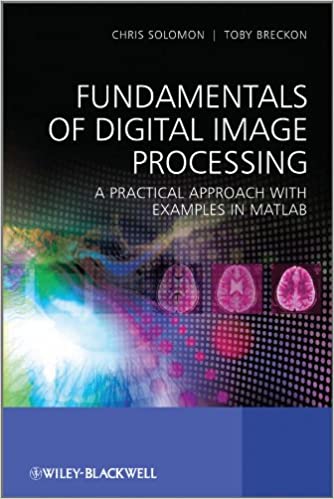 CHRIS SOLOMON | TOBY BRECKON
FUNDAMENTALS
OF DIGITAL IMAGE
PROCESSING
A PRACTICAL APPROACH WITH
EXAMPLES IN MATLAB
WILEY-BLACKWELL